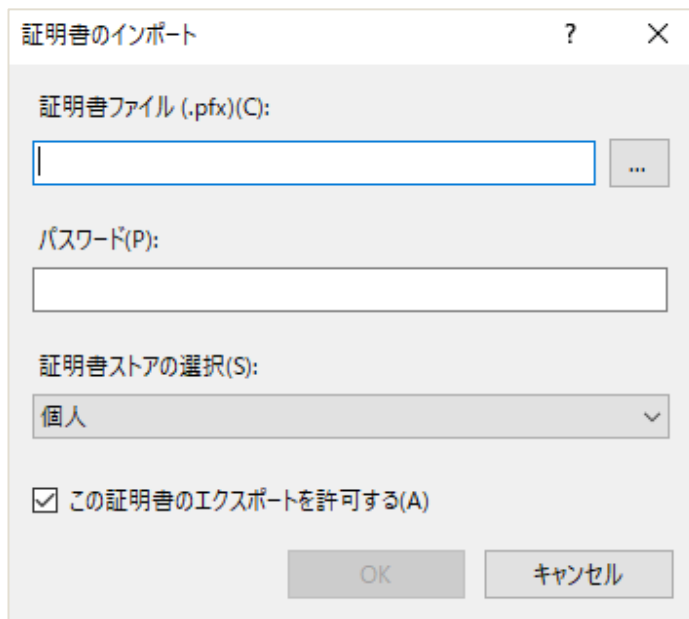 証明書のインポート ? ×
証明書ファイル (.pfx)(C):
...
パスワード(P):
証明書ストアの選択(S):
個人
この証明書のエクスポートを許可する(A)
OK キャンセル